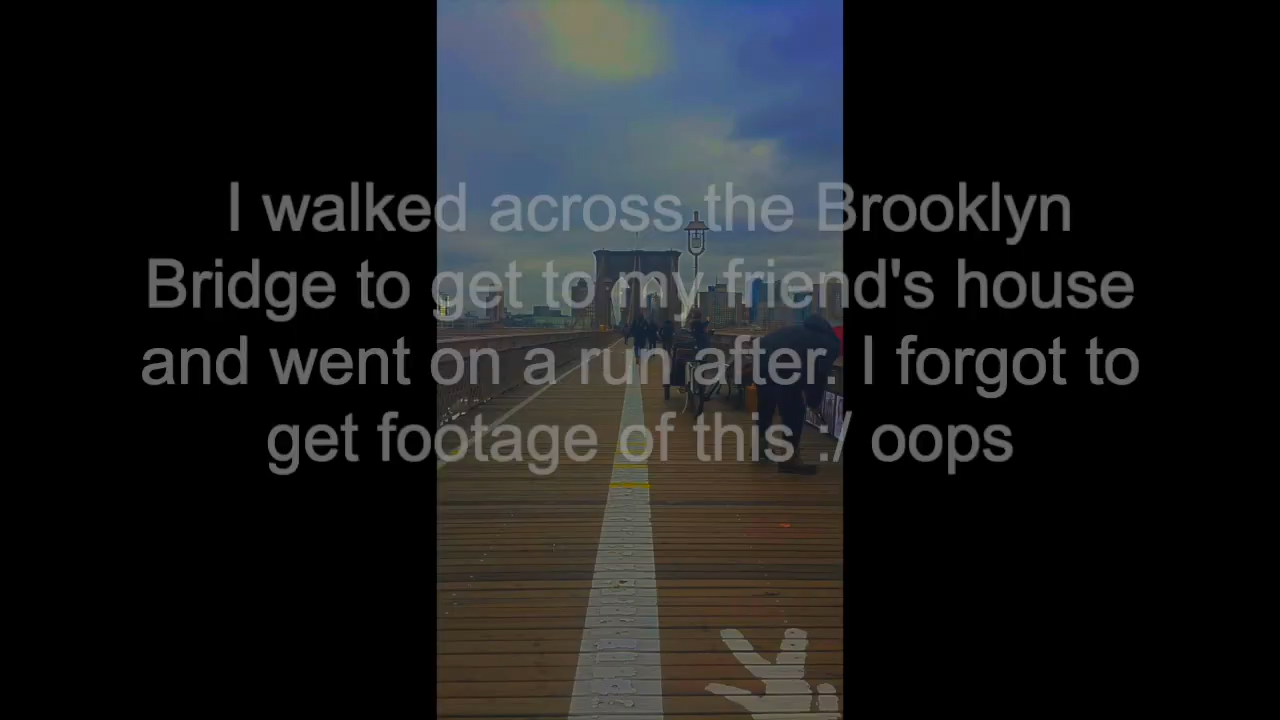 I walked across the Brooklyn
Bridge to get to my friend's house
and went on a run after. I forgot to
get footage of this :/ oops